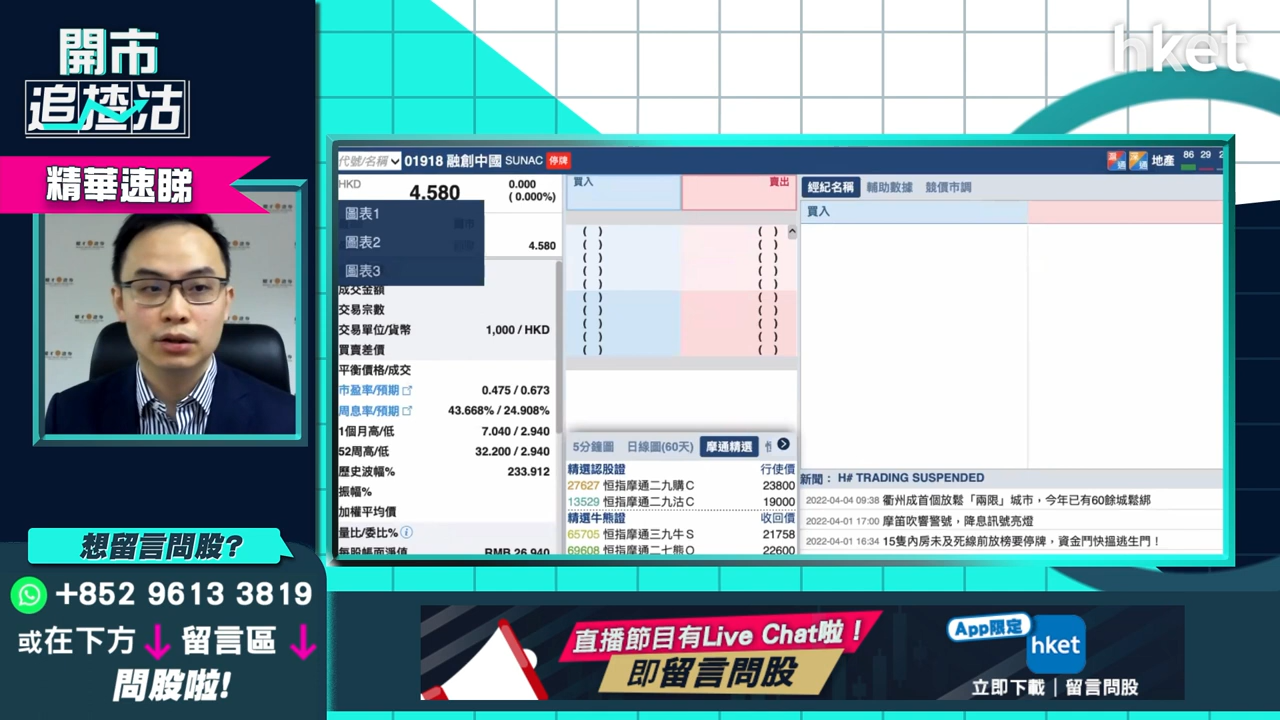 開市
追揸沽
精華速睇
hket
代號/名稱 01918 融創中國 SUNAC 停牌
地產 86 29
HKD 4.580 0.000
( 0.000%)
圖表1
圖表2
圖表3
4.580
成交金額
交易宗數
交易單位/貨幣 1,000 / HKD
買賣差價
平衡價格/成交
市盈率/預期 0.475 / 0.673
周息率/預期 43.668% / 24.908%
1個月高/低 7.040 / 2.940
52周高/低 32.200 / 2.940
歷史波幅% 233.912
振幅%
加權平均價
量比/委比%
每股帳面淨值 RMB 26.940
買入 賣出
( ) ( )
( ) ( )
( ) ( )
( ) ( )
( ) ( )
( ) ( )
( ) ( )
( ) ( )
( ) ( )
( ) ( )
5分鐘圖 日線圖(60天) 摩通精選
精選認股證 行使價
27627 恒指摩通二九購C 23800
13529 恒指摩通二九沽C 19000
精選牛熊證 收回價
65705 恒指摩通三九牛S 21758
69608 恒指摩通二七熊O 22600
經紀名稱 輔助數據 競價市調
買入
新聞： H# TRADING SUSPENDED
2022-04-04 09:38 衢州成首個放鬆「兩限」城市，今年已有60餘城鬆綁
2022-04-01 17:00 摩笛吹響警號，降息訊號亮燈
2022-04-01 16:34 15隻內房未及死線前放榜要停牌，資金鬥快搵逃生門！
想留言問股?
+852 9613 3819
或在下方 留言區
問股啦!
直播節目有Live Chat啦！
即留言問股
App限定
hket
立即下載｜留言問股